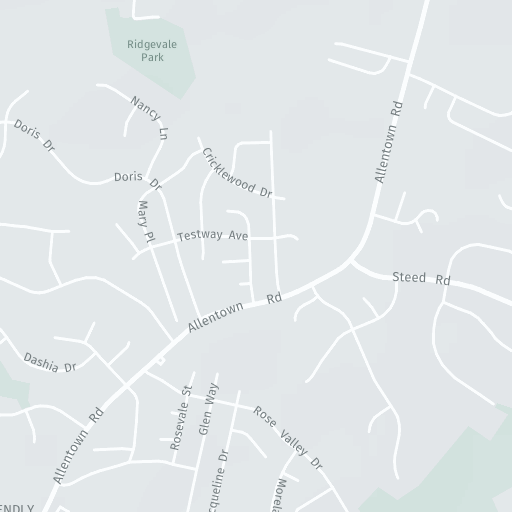 Ridgevale
Park
Nancy Ln
Doris Dr
Allentown Rd
Cricklewood Dr
Doris Dr
Mary Pl
Testway Ave
Steed Rd
Allentown Rd
Dashia Dr
Rosevale St
Glen Way
Allentown Rd
Rose Valley Dr